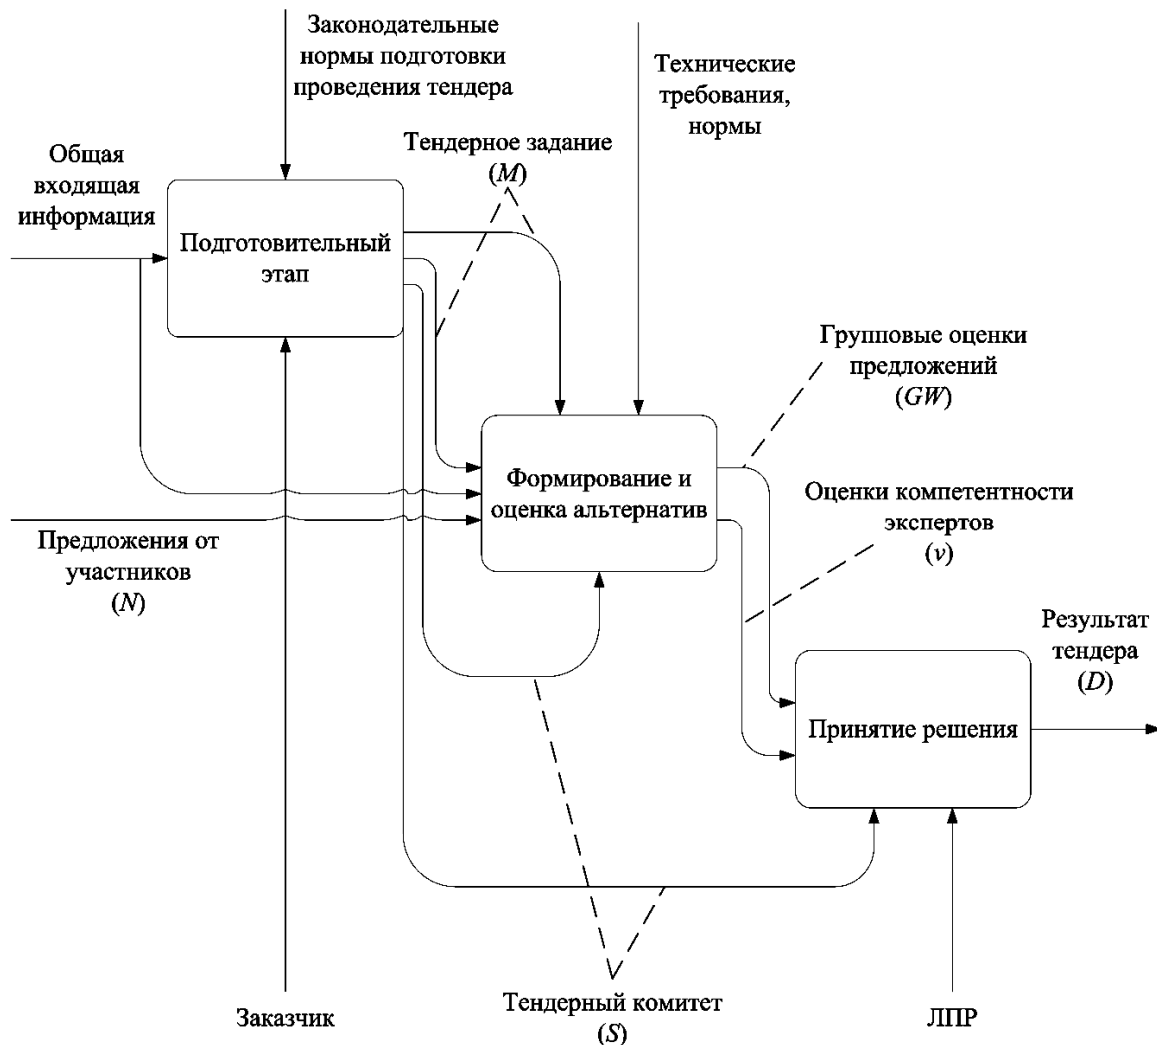 Законодательные
нормы подготовки
проведения тендера
Технические
требования,
нормы
Тендерное задание
(M)
Общая
входящая
информация
Подготовительный
этап
Групповые оценки
предложений
(GW)
Формирование и
оценка альтернатив
Оценки компетентности
экспертов
(v)
Предложения от
участников
(N)
Результат
тендера
(D)
Принятие решения
Тендерный комитет
(S)
Заказчик
ЛПР